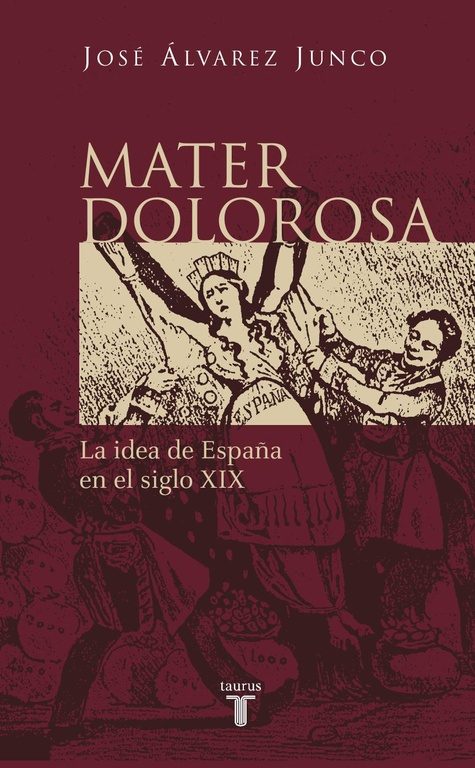 JOSÉ ÁLVAREZ JUNCO
MATER
DOLOROSA
ESPAÑA
La idea de España
en el siglo XIX
taurus